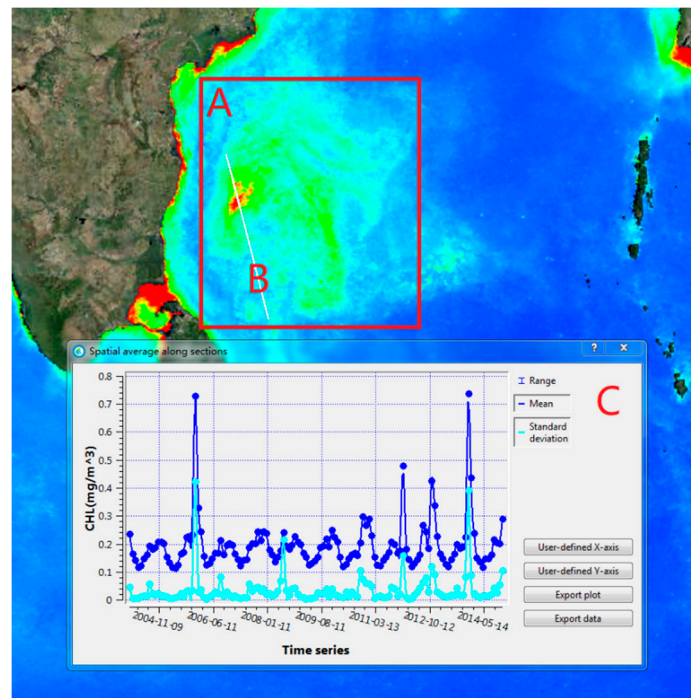 A
B
Spatial average along sections
? x
0.8
0.7
0.6
0.5
0.4
0.3
0.2
0.1
0
CHL(mg/m^3)
2004-11-09
2006-06-11
2008-01-11
2009-08-11
2011-03-13
2012-10-12
2014-05-14
Time series
Range
Mean
Standard
deviation
C
User-defined X-axis
User-defined Y-axis
Export plot
Export data